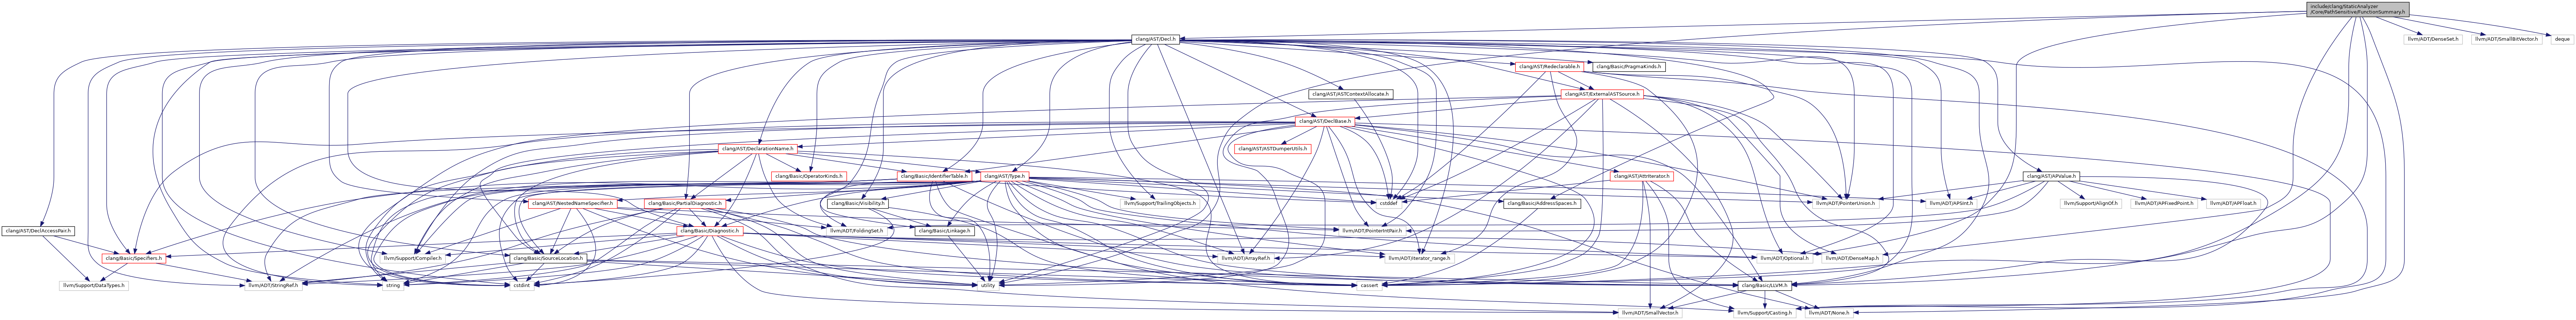 include/clang/StaticAnalyzer
/Core/PathSensitive/FunctionSummary.h
clang/AST/Decl.h
llvm/ADT/DenseSet.h
llvm/ADT/SmallBitVector.h
deque
clang/AST/Redeclarable.h
clang/Basic/PragmaKinds.h
clang/AST/ASTContextAllocate.h
clang/AST/ExternalASTSource.h
clang/AST/DeclBase.h
clang/AST/DeclarationName.h
clang/AST/ASTDumperUtils.h
clang/Basic/OperatorKinds.h
clang/Basic/IdentifierTable.h
clang/AST/Type.h
clang/AST/AttrIterator.h
clang/AST/APValue.h
clang/AST/NestedNameSpecifier.h
clang/Basic/PartialDiagnostic.h
clang/Basic/Visibility.h
llvm/Support/TrailingObjects.h
cstddef
clang/Basic/AddressSpaces.h
llvm/ADT/PointerUnion.h
llvm/ADT/APSInt.h
llvm/Support/AlignOf.h
llvm/ADT/APFixedPoint.h
llvm/ADT/APFloat.h
clang/AST/DeclAccessPair.h
clang/Basic/Diagnostic.h
llvm/ADT/FoldingSet.h
clang/Basic/Linkage.h
llvm/ADT/PointerIntPair.h
clang/Basic/Specifiers.h
llvm/Support/Compiler.h
clang/Basic/SourceLocation.h
llvm/ADT/ArrayRef.h
llvm/ADT/iterator_range.h
llvm/ADT/Optional.h
llvm/ADT/DenseMap.h
llvm/Support/DataTypes.h
llvm/ADT/StringRef.h
string
cstdint
utility
cassert
clang/Basic/LLVM.h
llvm/ADT/SmallVector.h
llvm/Support/Casting.h
llvm/ADT/None.h